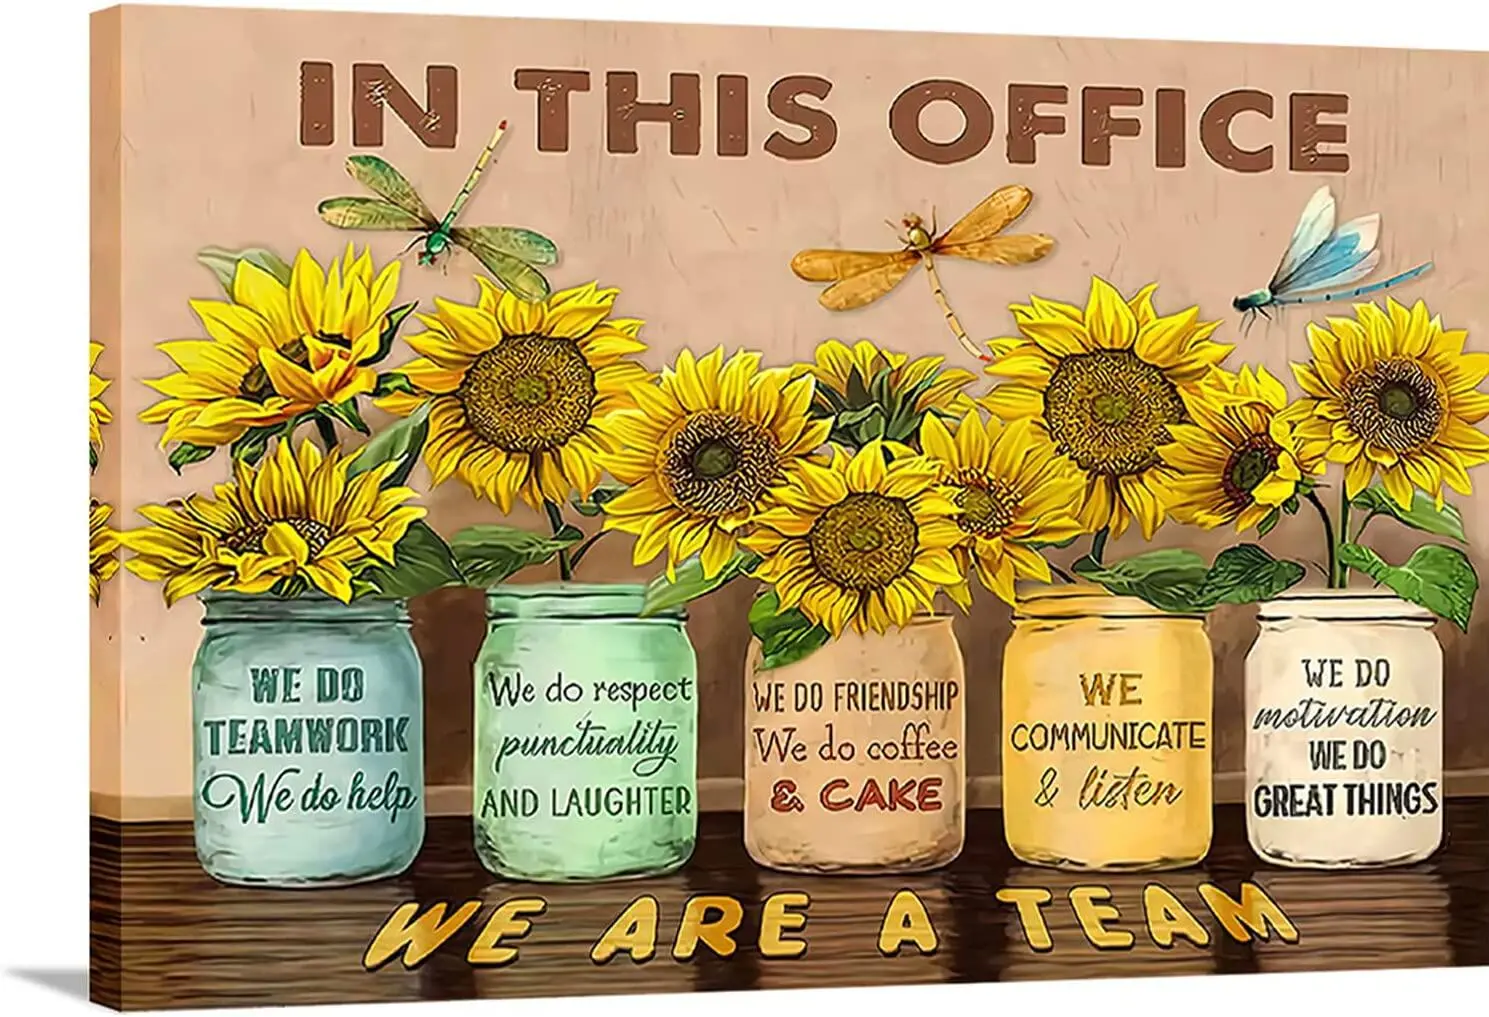 IN THIS OFFICE
WE DO
TEAMWORK
We do help
We do respect
punctuality
AND LAUGHTER
WE DO FRIENDSHIP
We do coffee
& CAKE
WE
COMMUNICATE
& listen
WE DO
motivation
WE DO
GREAT THINGS
WE ARE A TEAM